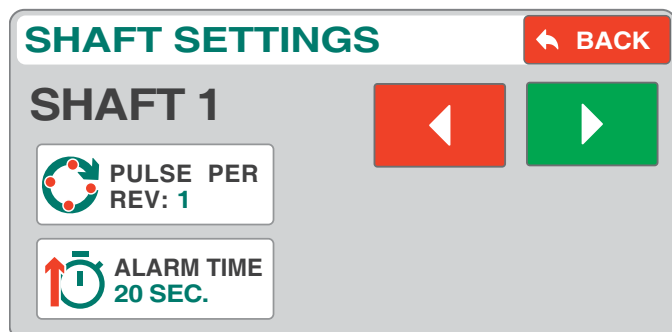 SHAFT SETTINGS
BACK
SHAFT 1
PULSE PER
REV: 1
ALARM TIME
20 SEC.